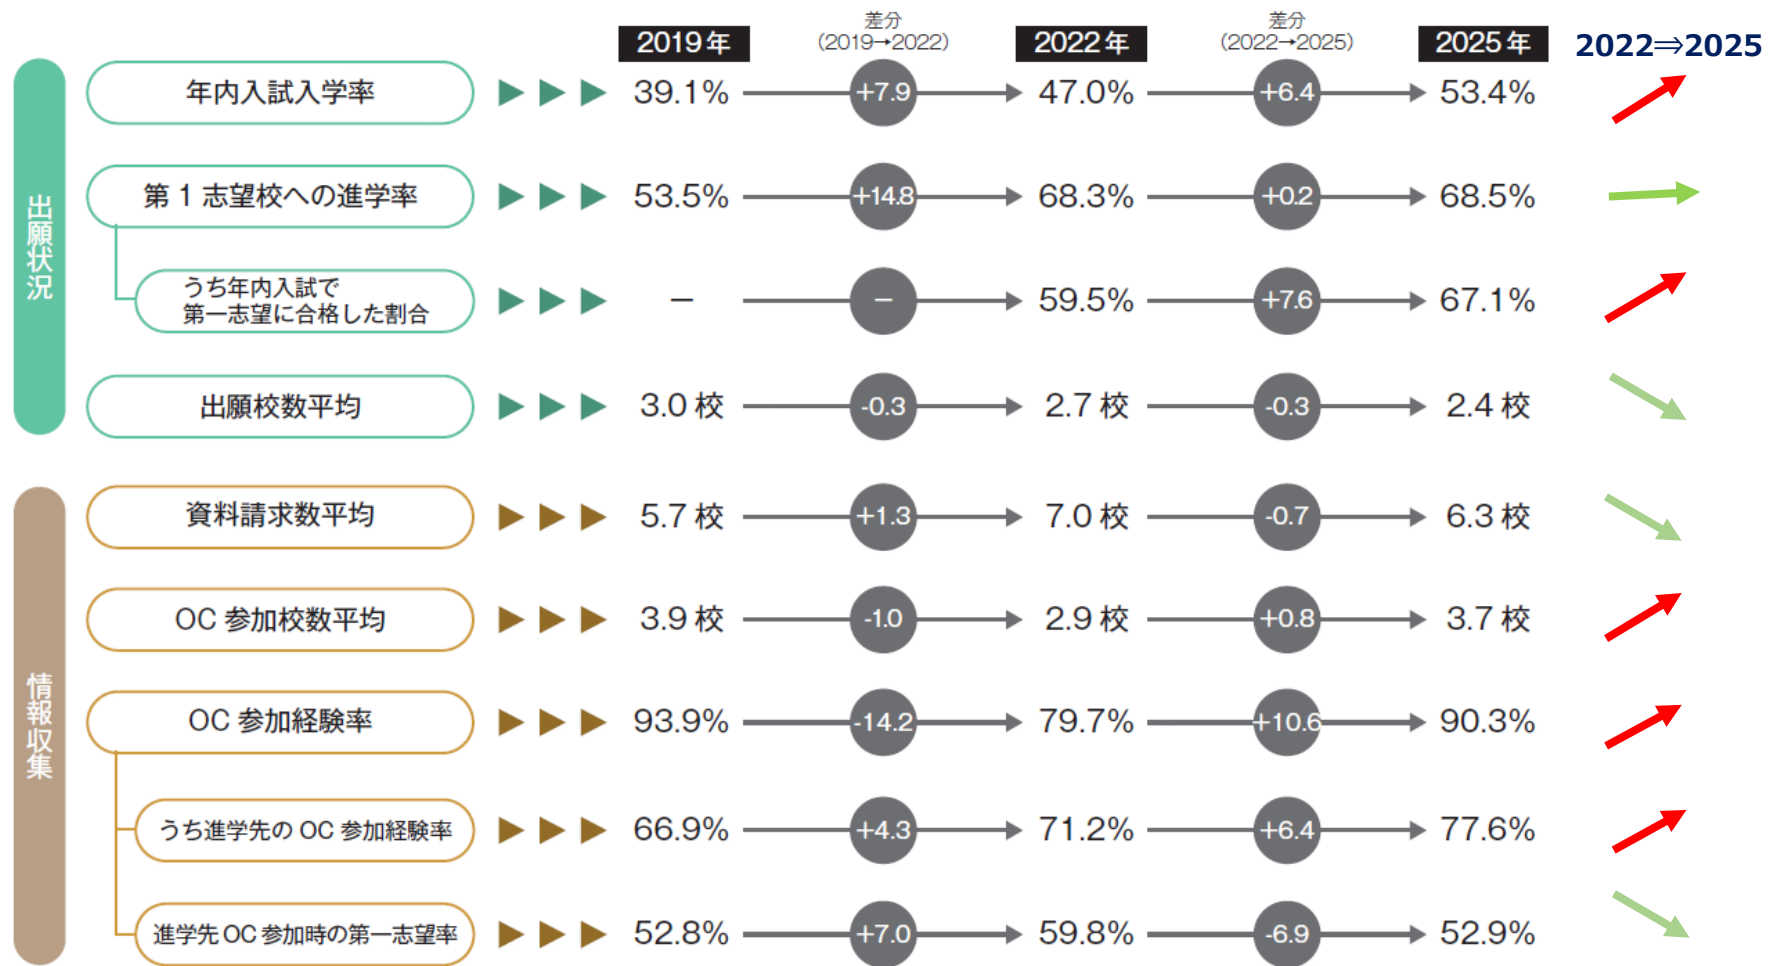 2019年
差分
(2019→2022)
2022年
差分
(2022→2025)
2025年
2022⇒2025
出願状況
年内入試入学率
39.1%
+7.9
47.0%
+6.4
53.4%
第1志望校への進学率
53.5%
+14.8
68.3%
+0.2
68.5%
うち年内入試で
第一志望に合格した割合
−
−
59.5%
+7.6
67.1%
出願校数平均
3.0校
-0.3
2.7校
-0.3
2.4校
情報収集
資料請求数平均
5.7校
+1.3
7.0校
-0.7
6.3校
OC参加校数平均
3.9校
-1.0
2.9校
+0.8
3.7校
OC参加経験率
93.9%
-14.2
79.7%
+10.6
90.3%
うち進学先のOC参加経験率
66.9%
+4.3
71.2%
+6.4
77.6%
進学先OC参加時の第一志望率
52.8%
+7.0
59.8%
-6.9
52.9%